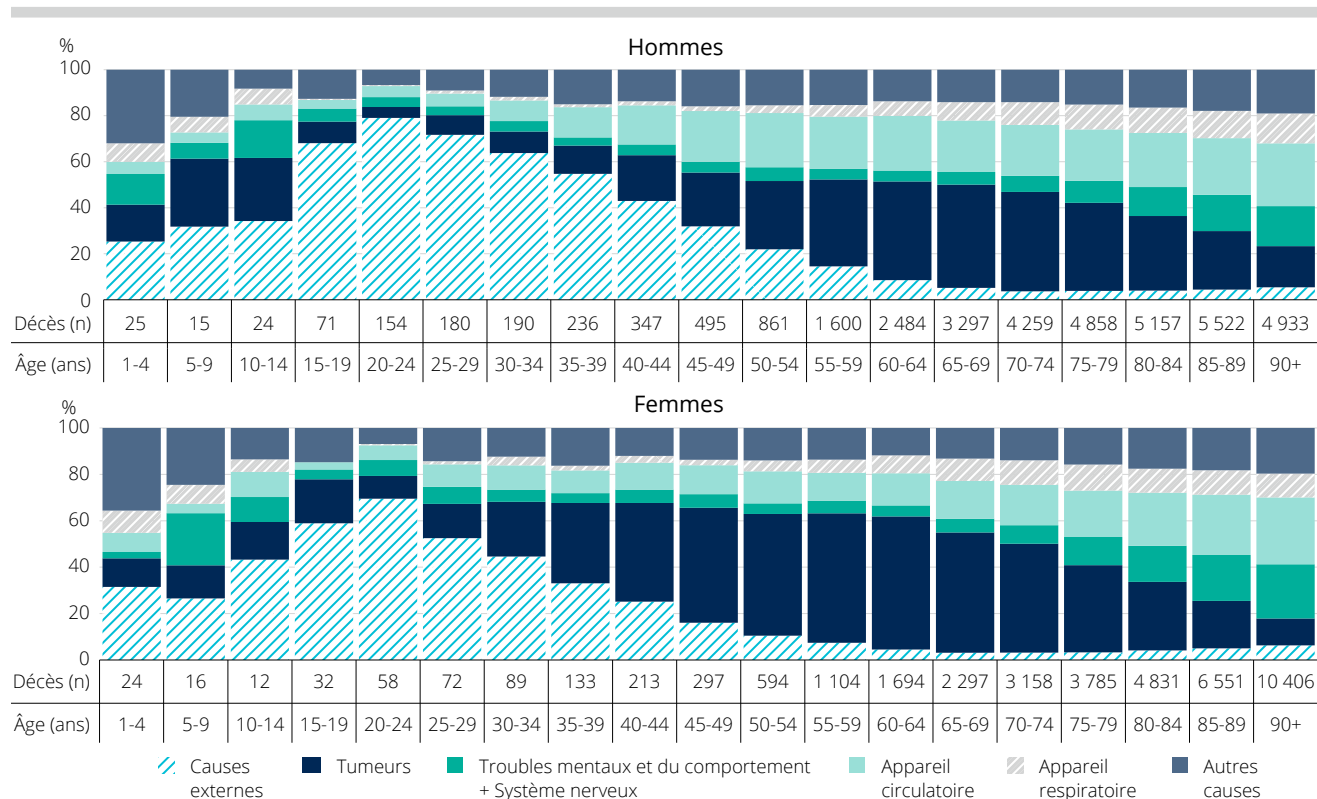 %
Hommes
100
80
60
40
20
0
Décès (n) 25 15 24 71 154 180 190 236 347 495 861 1 600 2 484 3 297 4 259 4 858 5 157 5 522 4 933
Âge (ans) 1-4 5-9 10-14 15-19 20-24 25-29 30-34 35-39 40-44 45-49 50-54 55-59 60-64 65-69 70-74 75-79 80-84 85-89 90+
%
Femmes
100
80
60
40
20
0
Décès (n) 24 16 12 32 58 72 89 133 213 297 594 1 104 1 694 2 297 3 158 3 785 4 831 6 551 10 406
Âge (ans) 1-4 5-9 10-14 15-19 20-24 25-29 30-34 35-39 40-44 45-49 50-54 55-59 60-64 65-69 70-74 75-79 80-84 85-89 90+
Causes externes
Tumeurs
Troubles mentaux et du comportement
+ Système nerveux
Appareil circulatoire
Appareil respiratoire
Autres causes